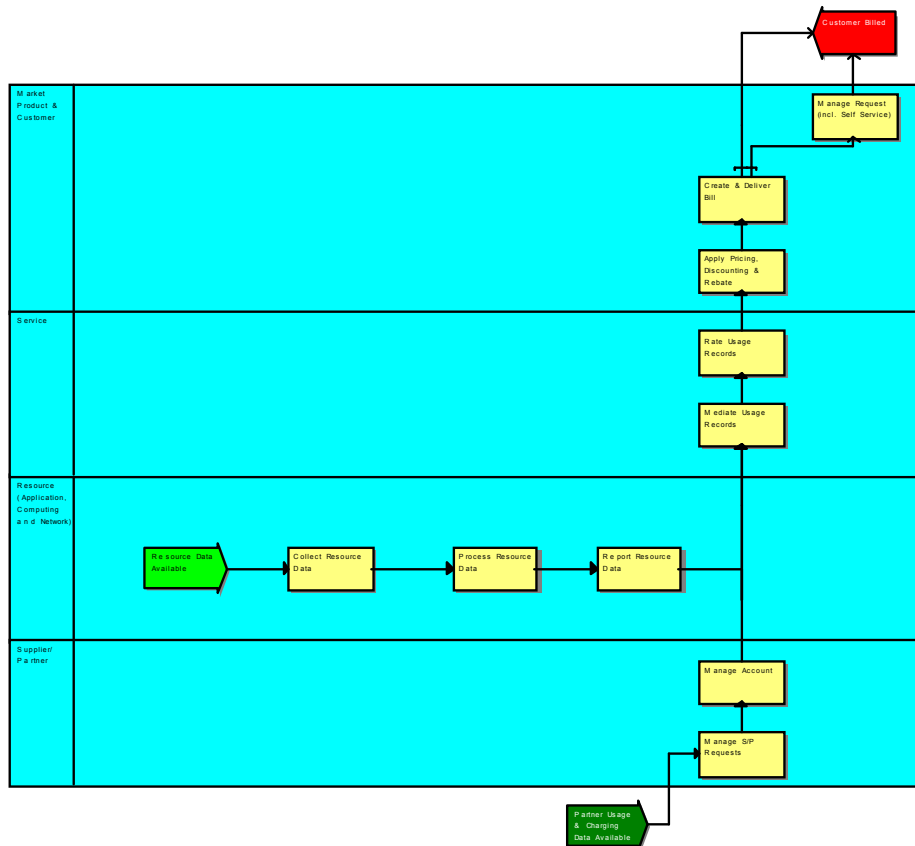 Customer Billed
Market
Product &
Customer
Manage Request
(incl. Self Service)
Create & Deliver
Bill
Apply Pricing,
Discounting &
Rebate
Service
Rate Usage
Records
Mediate Usage
Records
Resource
(Application,
Computing
and Network)
Resource Data
Available
Collect Resource
Data
Process Resource
Data
Report Resource
Data
Supplier/
Partner
Manage Account
Manage S/P
Requests
Partner Usage
& Charging
Data Available